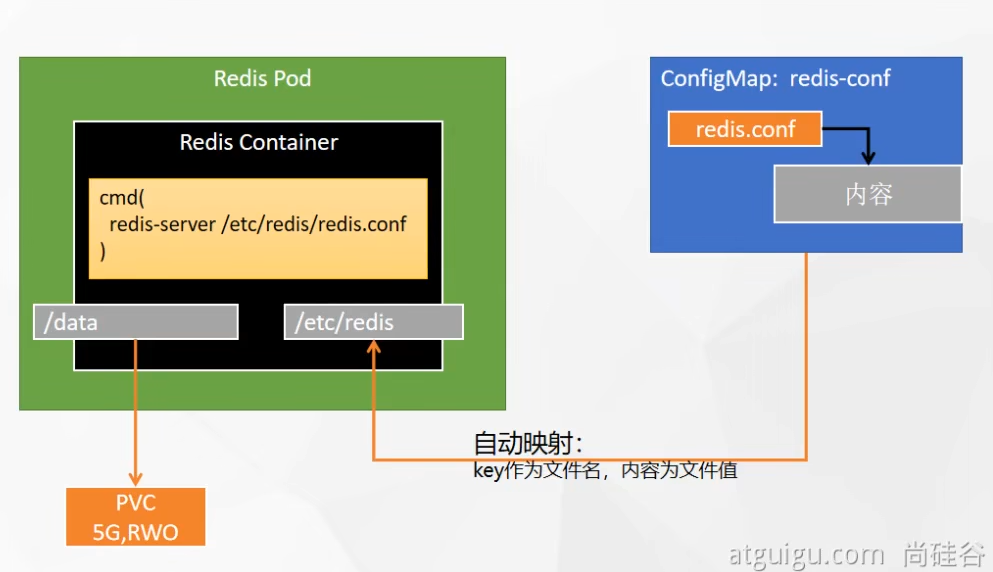 Redis Pod
Redis Container
cmd(
redis-server /etc/redis/redis.conf
)
/data
/etc/redis
PVC
5G,RWO
ConfigMap: redis-conf
redis.conf
内容
自动映射：
key作为文件名，内容为文件值
atguigu.com 尚硅谷